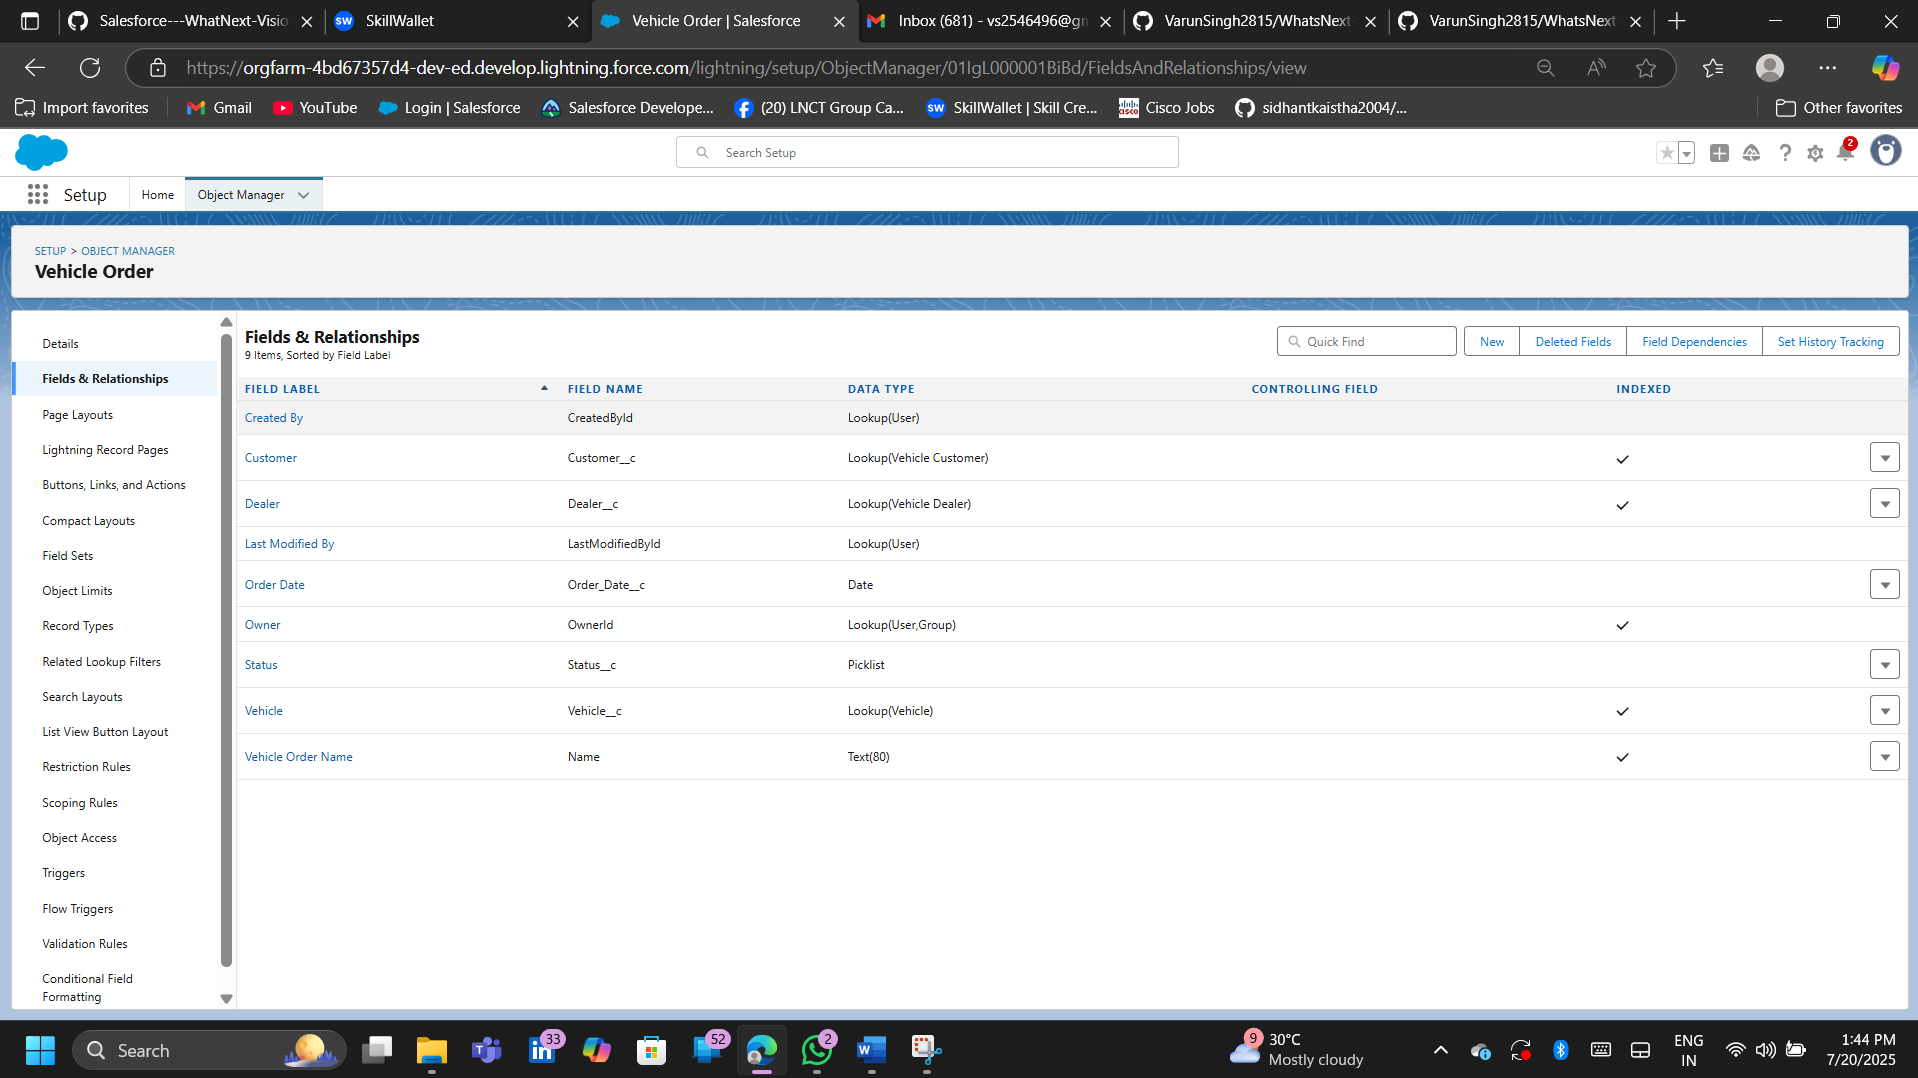 Salesforce---WhatNext-Visio
SkillWallet
Vehicle Order | Salesforce
Inbox (681) - vs2546496@gm
VarunSingh2815/WhatsNext-
VarunSingh2815/WhatsNext-
https://orgfarm-4bd67357d4-dev-ed.develop.lightning.force.com/lightning/setup/ObjectManager/01IgL000001BiBd/FieldsAndRelationships/view
Import favorites
Gmail
YouTube
Login | Salesforce
Salesforce Develope...
(20) LNCT Group Ca...
SkillWallet | Skill Cre...
Cisco Jobs
sidhantkaistha2004/...
Other favorites
Search Setup
2
Setup
Home
Object Manager
SETUP > OBJECT MANAGER
Vehicle Order
Details
Fields & Relationships
Page Layouts
Lightning Record Pages
Buttons, Links, and Actions
Compact Layouts
Field Sets
Object Limits
Record Types
Related Lookup Filters
Search Layouts
List View Button Layout
Restriction Rules
Scoping Rules
Object Access
Triggers
Flow Triggers
Validation Rules
Conditional Field
Formatting
Fields & Relationships
9 Items, Sorted by Field Label
Quick Find
New
Deleted Fields
Field Dependencies
Set History Tracking
FIELD LABEL FIELD NAME DATA TYPE CONTROLLING FIELD INDEXED
Created By CreatedById Lookup(User)
Customer Customer__c Lookup(Vehicle Customer)
Dealer Dealer__c Lookup(Vehicle Dealer)
Last Modified By LastModifiedById Lookup(User)
Order Date Order_Date__c Date
Owner OwnerId Lookup(User,Group)
Status Status__c Picklist
Vehicle Vehicle__c Lookup(Vehicle)
Vehicle Order Name Name Text(80)
Search
33
52
2
9
30°C
Mostly cloudy
ENG
IN
1:44 PM
7/20/2025